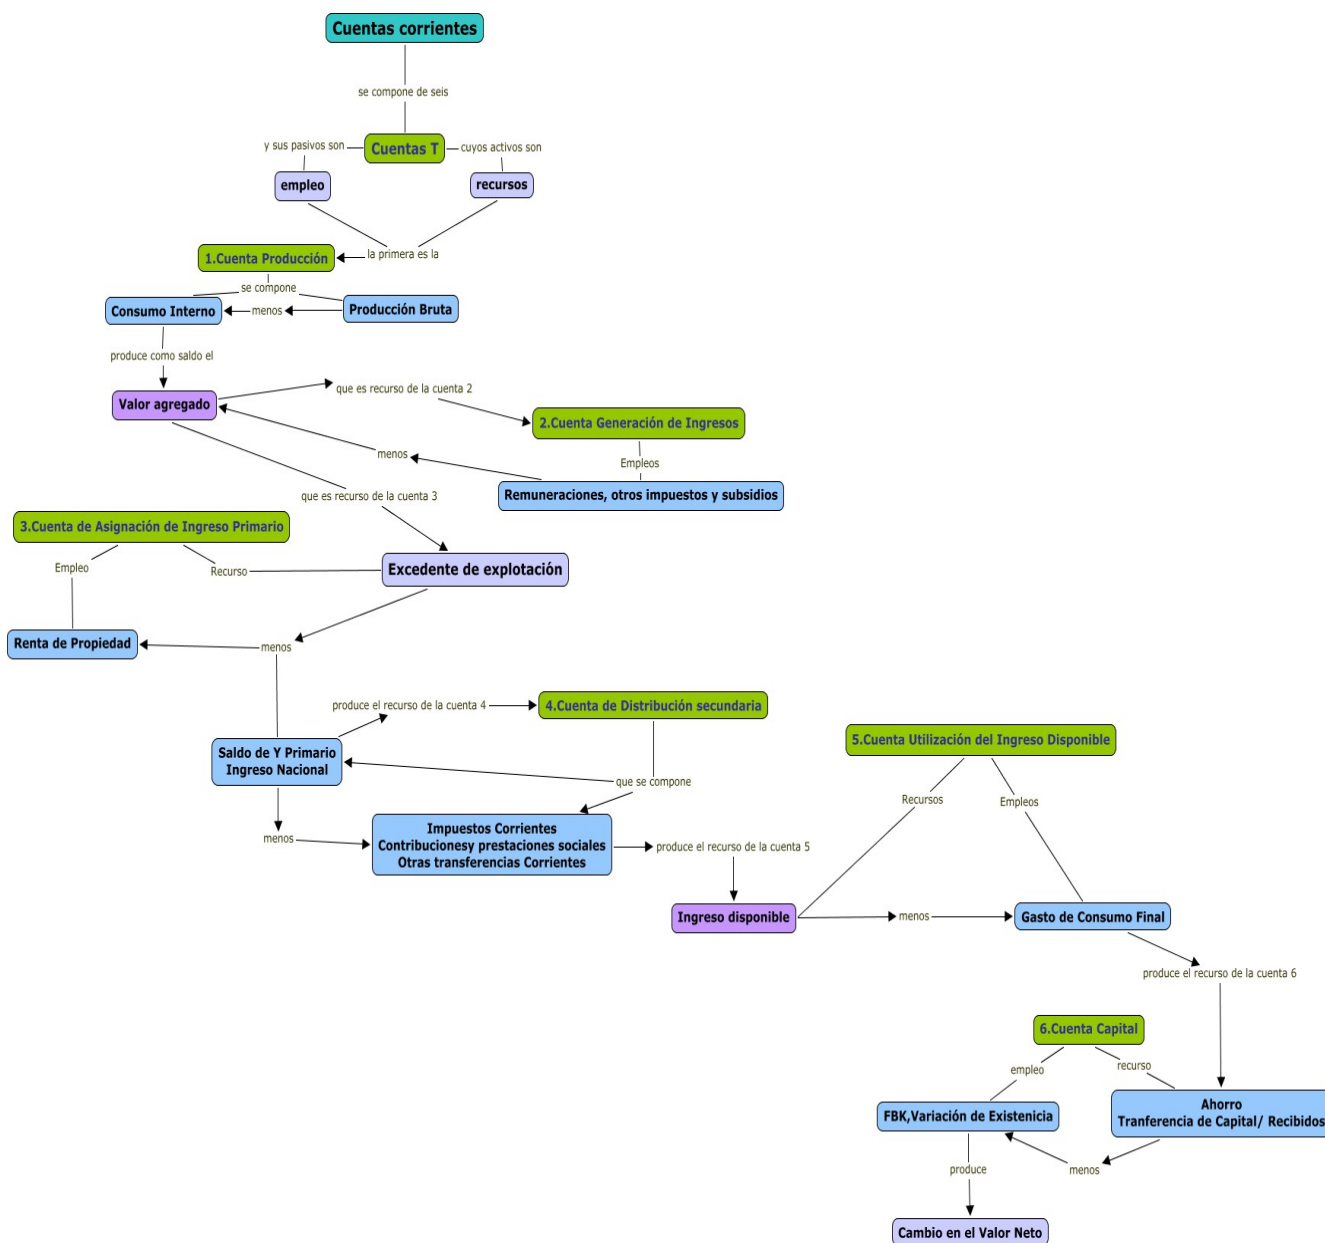 Cuentas corrientes
se compone de seis
y sus pasivos son
Cuentas T
cuyos activos son
empleo
recursos
la primera es la
1.Cuenta Producción
se compone
Consumo Interno
menos
Producción Bruta
produce como saldo el
Valor agregado
que es recurso de la cuenta 2
2.Cuenta Generación de Ingresos
menos
Empleos
Remuneraciones, otros impuestos y subsidios
que es recurso de la cuenta 3
3.Cuenta de Asignación de Ingreso Primario
Empleo
Recurso
Excedente de explotación
Renta de Propiedad
menos
produce el recurso de la cuenta 4
4.Cuenta de Distribución secundaria
Saldo de Y Primario
Ingreso Nacional
que se compone
menos
Impuestos Corrientes
Contribucionesy prestaciones sociales
Otras transferencias Corrientes
produce el recurso de la cuenta 5
5.Cuenta Utilización del Ingreso Disponible
Recursos
Empleos
Ingreso disponible
menos
Gasto de Consumo Final
produce el recurso de la cuenta 6
6.Cuenta Capital
empleo
recurso
FBK,Variación de Existenicia
Ahorro
Tranferencia de Capital/ Recibidos
menos
produce
Cambio en el Valor Neto